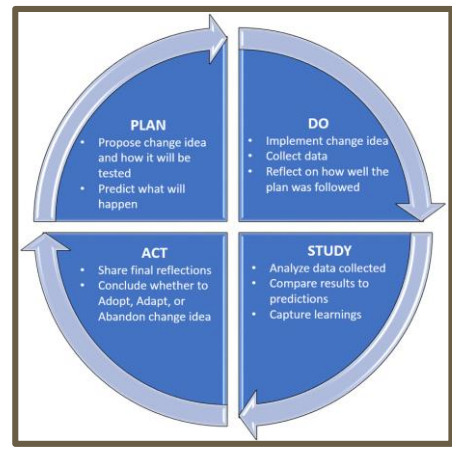 PLAN
• Propose change idea
and how it will be
tested
• Predict what will
happen
DO
• Implement change idea
• Collect data
• Reflect on how well the
plan was followed
ACT
• Share final reflections
• Conclude whether to
Adopt, Adapt, or
Abandon change idea
STUDY
• Analyze data collected
• Compare results to
predictions
• Capture learnings